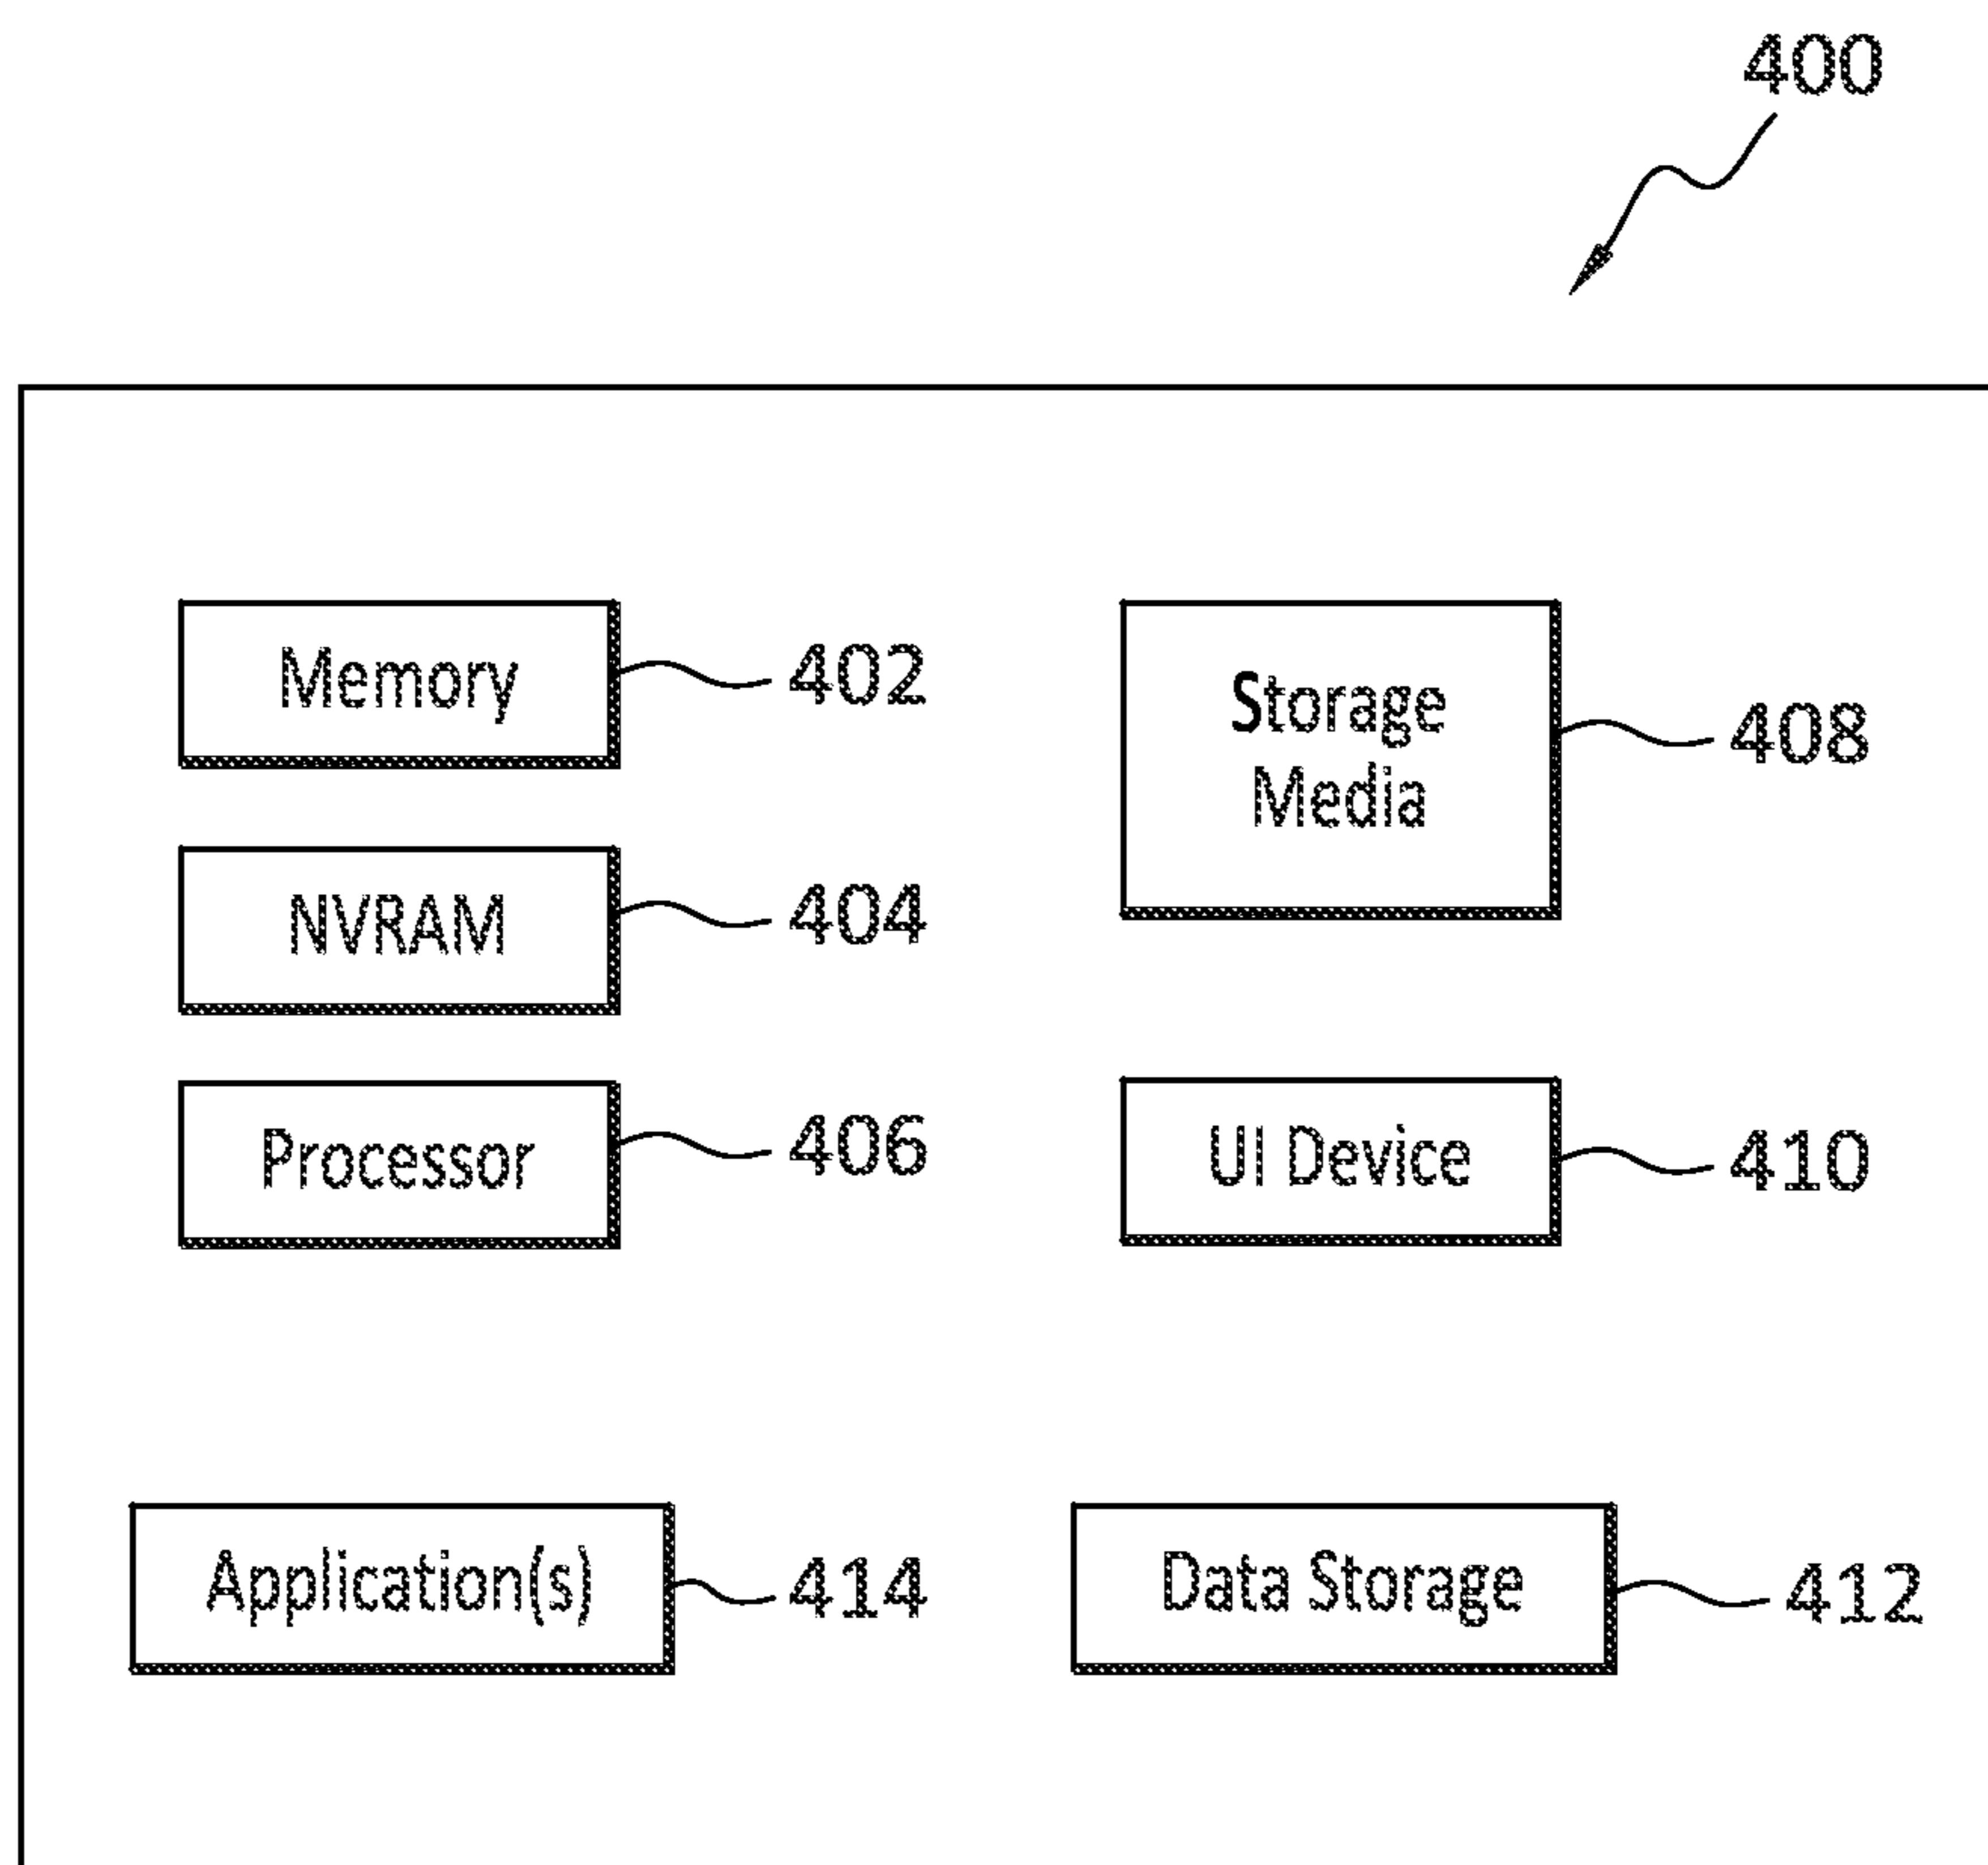 400
Memory
402
Storage
Media
408
NVRAM
404
Processor
406
UI Device
410
Application(s)
414
Data Storage
412